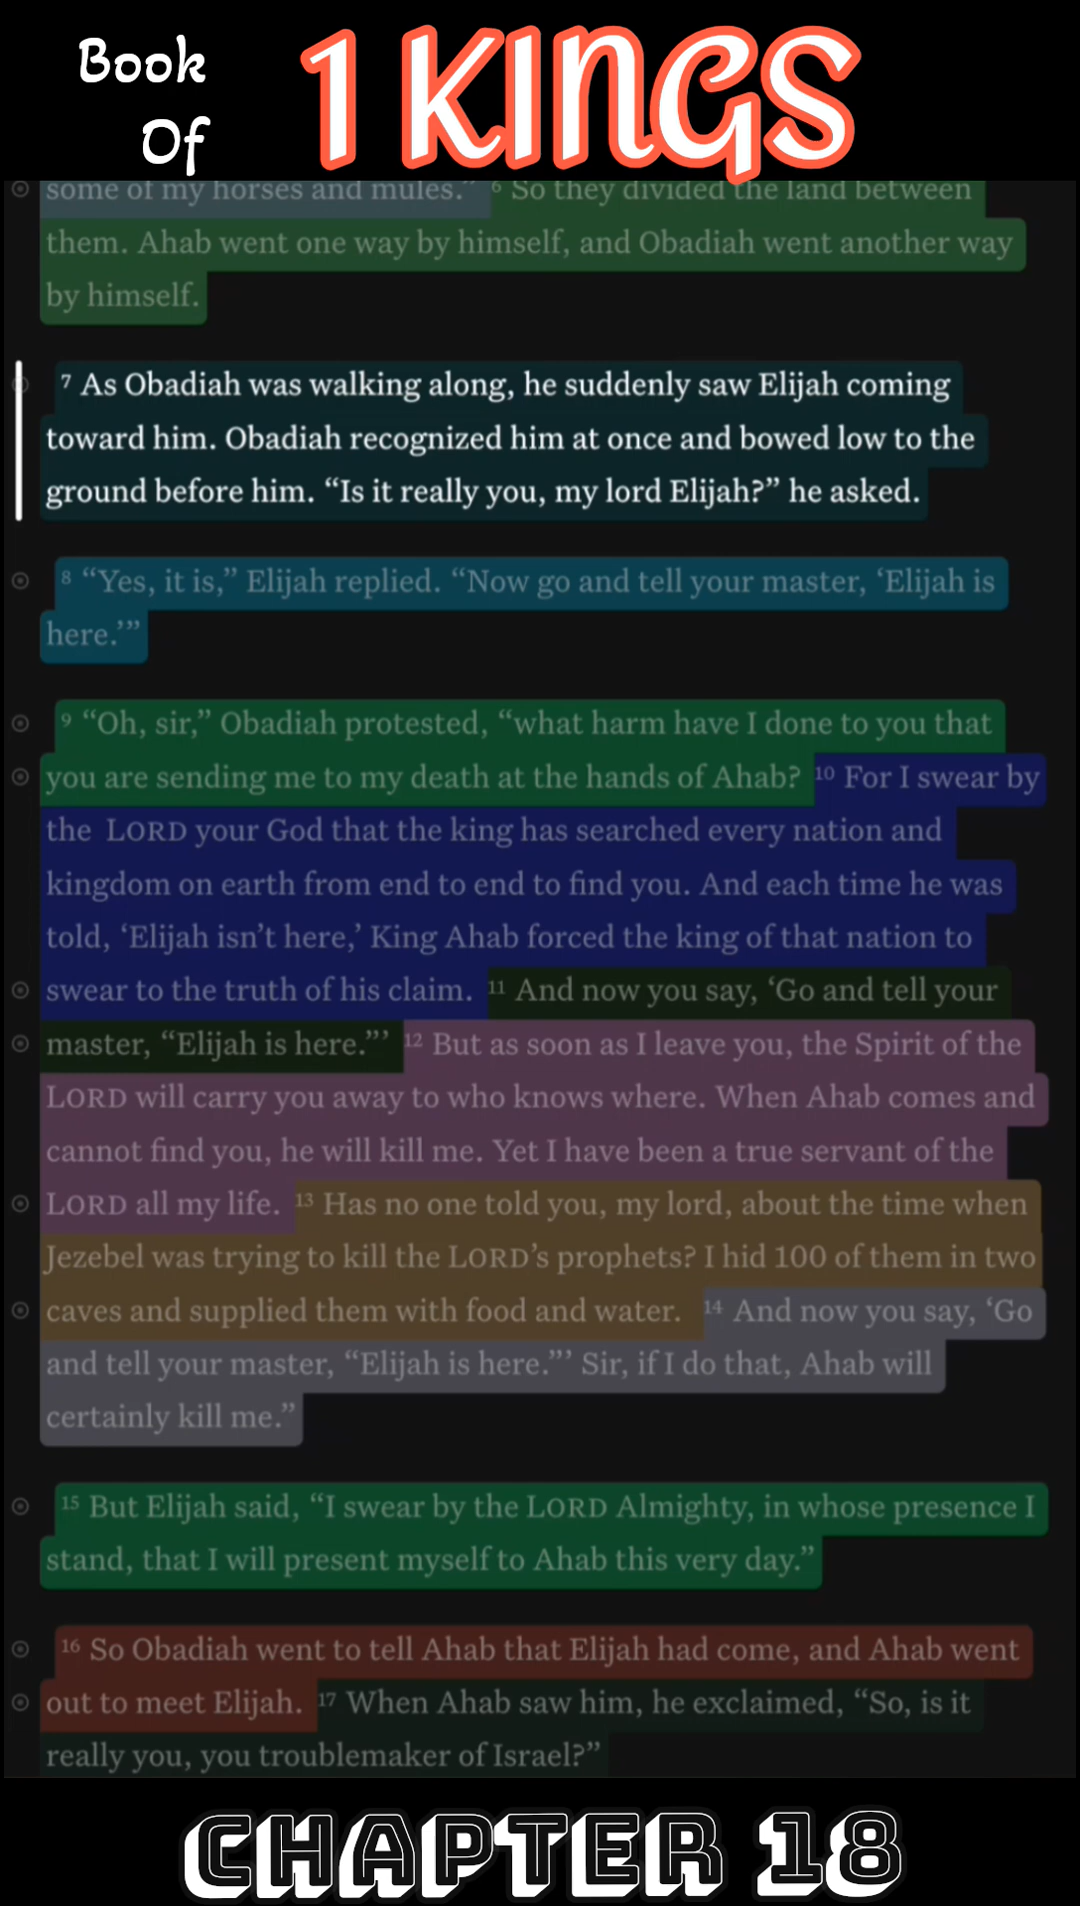 Book
Of
1 KINGS
some of my horses and mules.” 6 So they divided the land between
them. Ahab went one way by himself, and Obadiah went another way
by himself.
7 As Obadiah was walking along, he suddenly saw Elijah coming
toward him. Obadiah recognized him at once and bowed low to the
ground before him. “Is it really you, my lord Elijah?” he asked.
8 “Yes, it is,” Elijah replied. “Now go and tell your master, ‘Elijah is
here.’”
9 “Oh, sir,” Obadiah protested, “what harm have I done to you that
you are sending me to my death at the hands of Ahab? 10 For I swear by
the LORD your God that the king has searched every nation and
kingdom on earth from end to end to find you. And each time he was
told, ‘Elijah isn’t here,’ King Ahab forced the king of that nation to
swear to the truth of his claim. 11 And now you say, ‘Go and tell your
master, “Elijah is here.”’ 12 But as soon as I leave you, the Spirit of the
LORD will carry you away to who knows where. When Ahab comes and
cannot find you, he will kill me. Yet I have been a true servant of the
LORD all my life. 13 Has no one told you, my lord, about the time when
Jezebel was trying to kill the LORD’s prophets? I hid 100 of them in two
caves and supplied them with food and water. 14 And now you say, ‘Go
and tell your master, “Elijah is here.”’ Sir, if I do that, Ahab will
certainly kill me.”
15 But Elijah said, “I swear by the LORD Almighty, in whose presence I
stand, that I will present myself to Ahab this very day.”
16 So Obadiah went to tell Ahab that Elijah had come, and Ahab went
out to meet Elijah. 17 When Ahab saw him, he exclaimed, “So, is it
really you, you troublemaker of Israel?”
CHAPTER 18